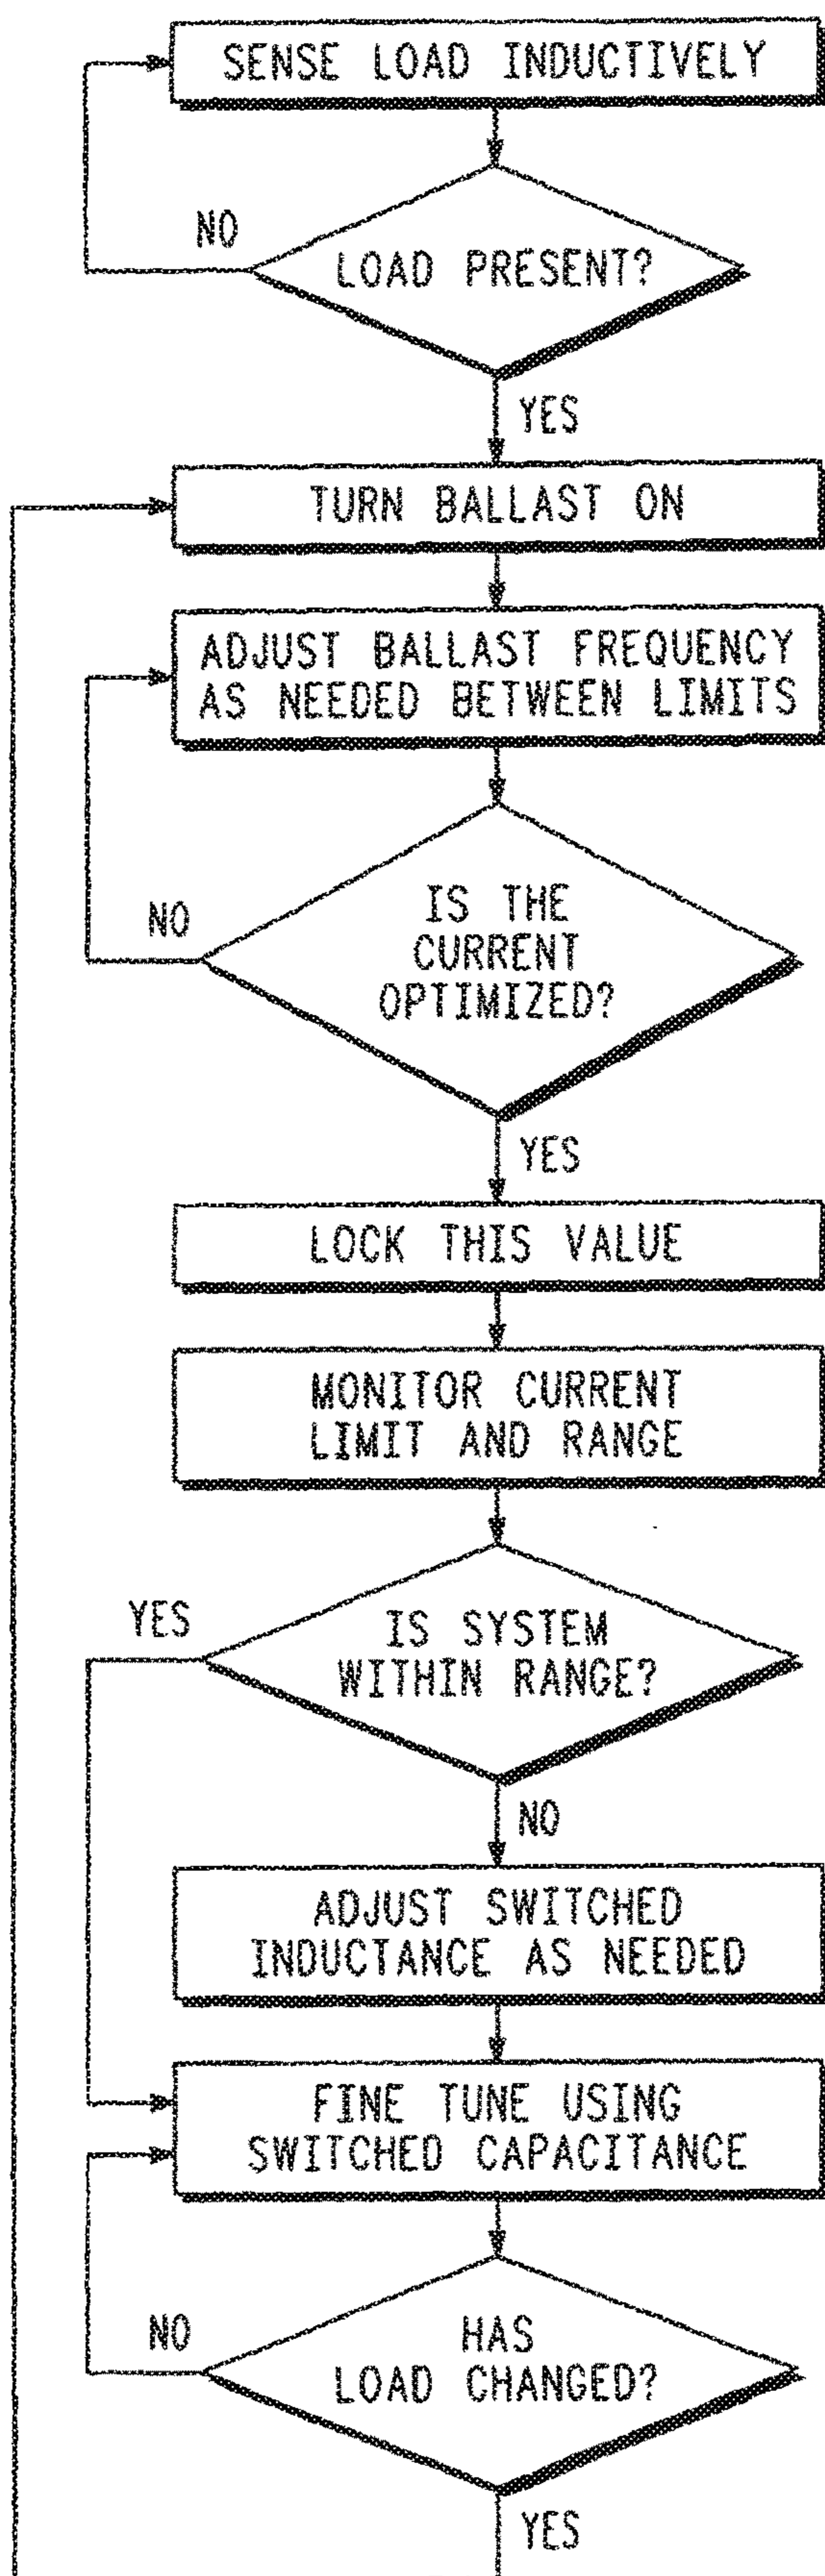 SENSE LOAD INDUCTIVELY
NO
LOAD PRESENT?
YES
TURN BALLAST ON
ADJUST BALLAST FREQUENCY
AS NEEDED BETWEEN LIMITS
NO
IS THE
CURRENT
OPTIMIZED?
YES
LOCK THIS VALUE
MONITOR CURRENT
LIMIT AND RANGE
YES
IS SYSTEM
WITHIN RANGE?
NO
ADJUST SWITCHED
INDUCTANCE AS NEEDED
FINE TUNE USING
SWITCHED CAPACITANCE
NO
HAS
LOAD CHANGED?
YES